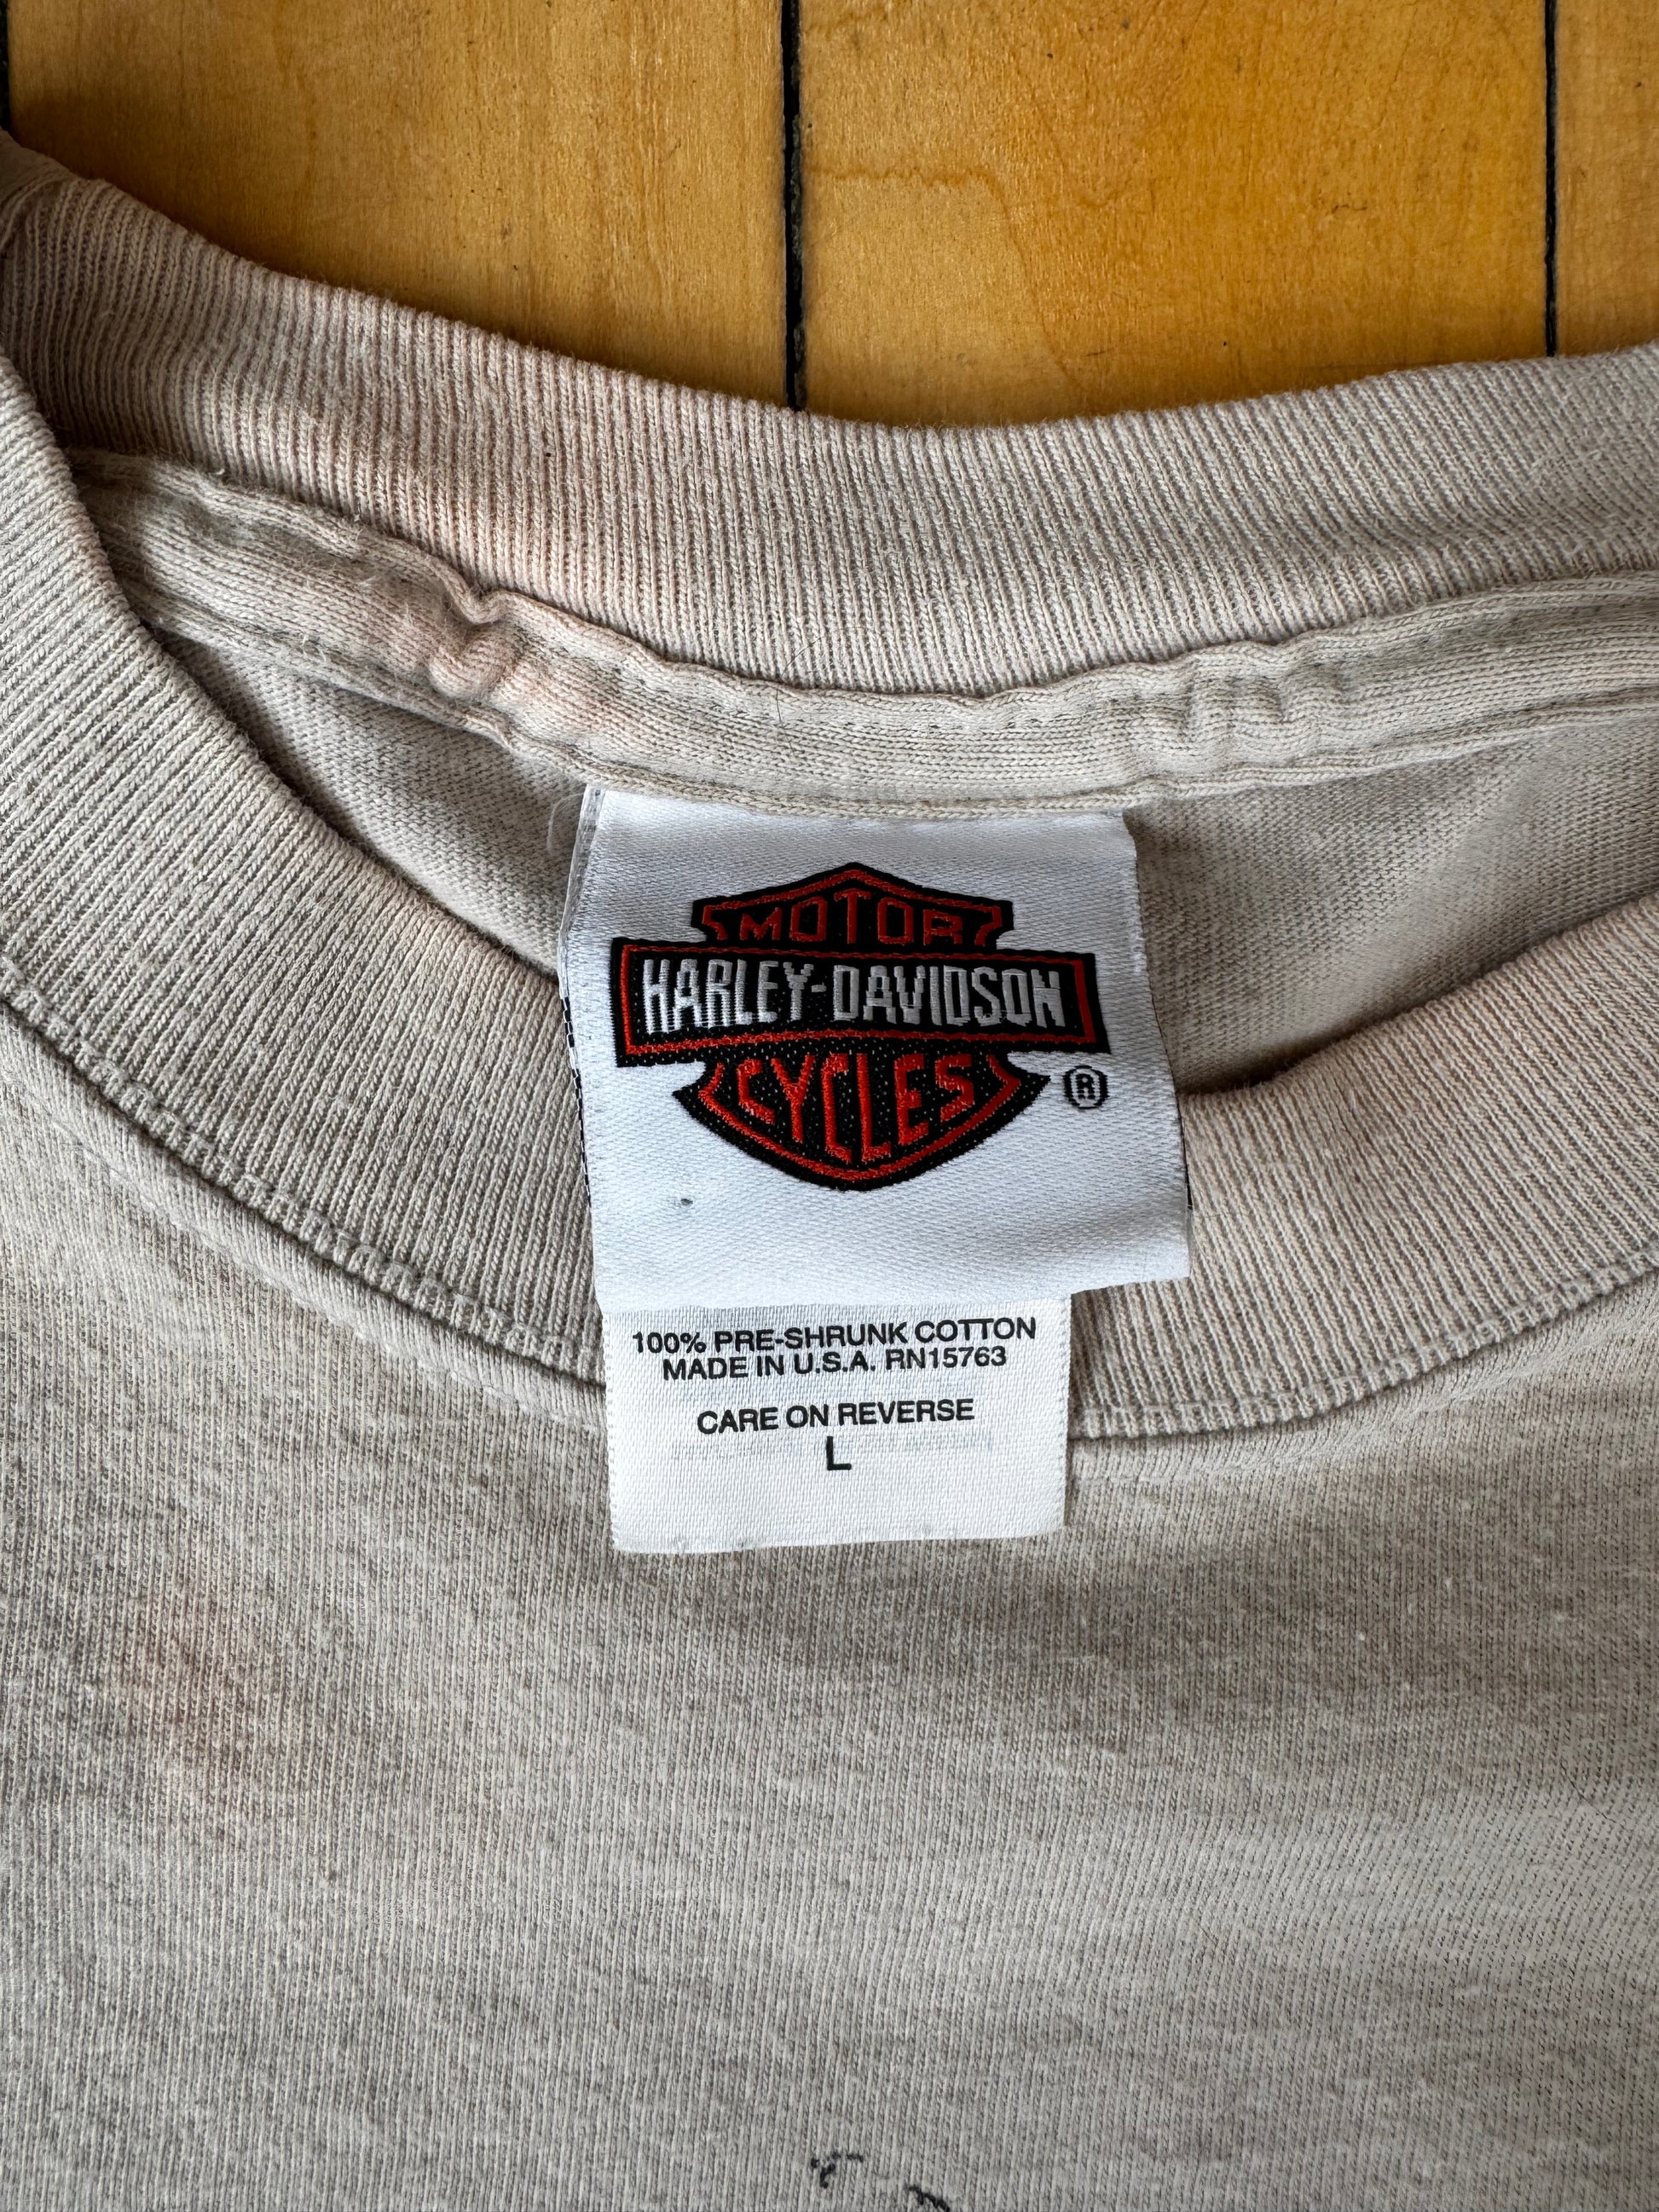 MOTOR
HARLEY-DAVIDSON
CYCLES
®
100% PRE-SHRUNK COTTON
MADE IN U.S.A. RN15763
CARE ON REVERSE
L